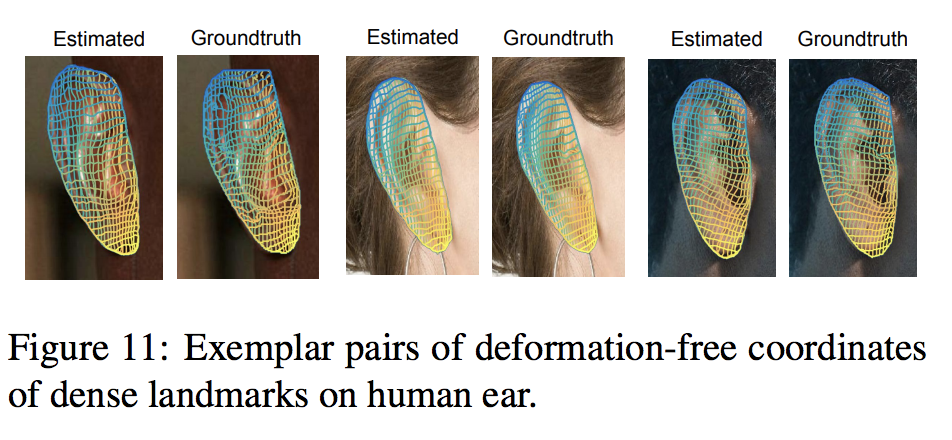 Estimated Groundtruth Estimated Groundtruth Estimated Groundtruth
Figure 11: Exemplar pairs of deformation-free coordinates
of dense landmarks on human ear.